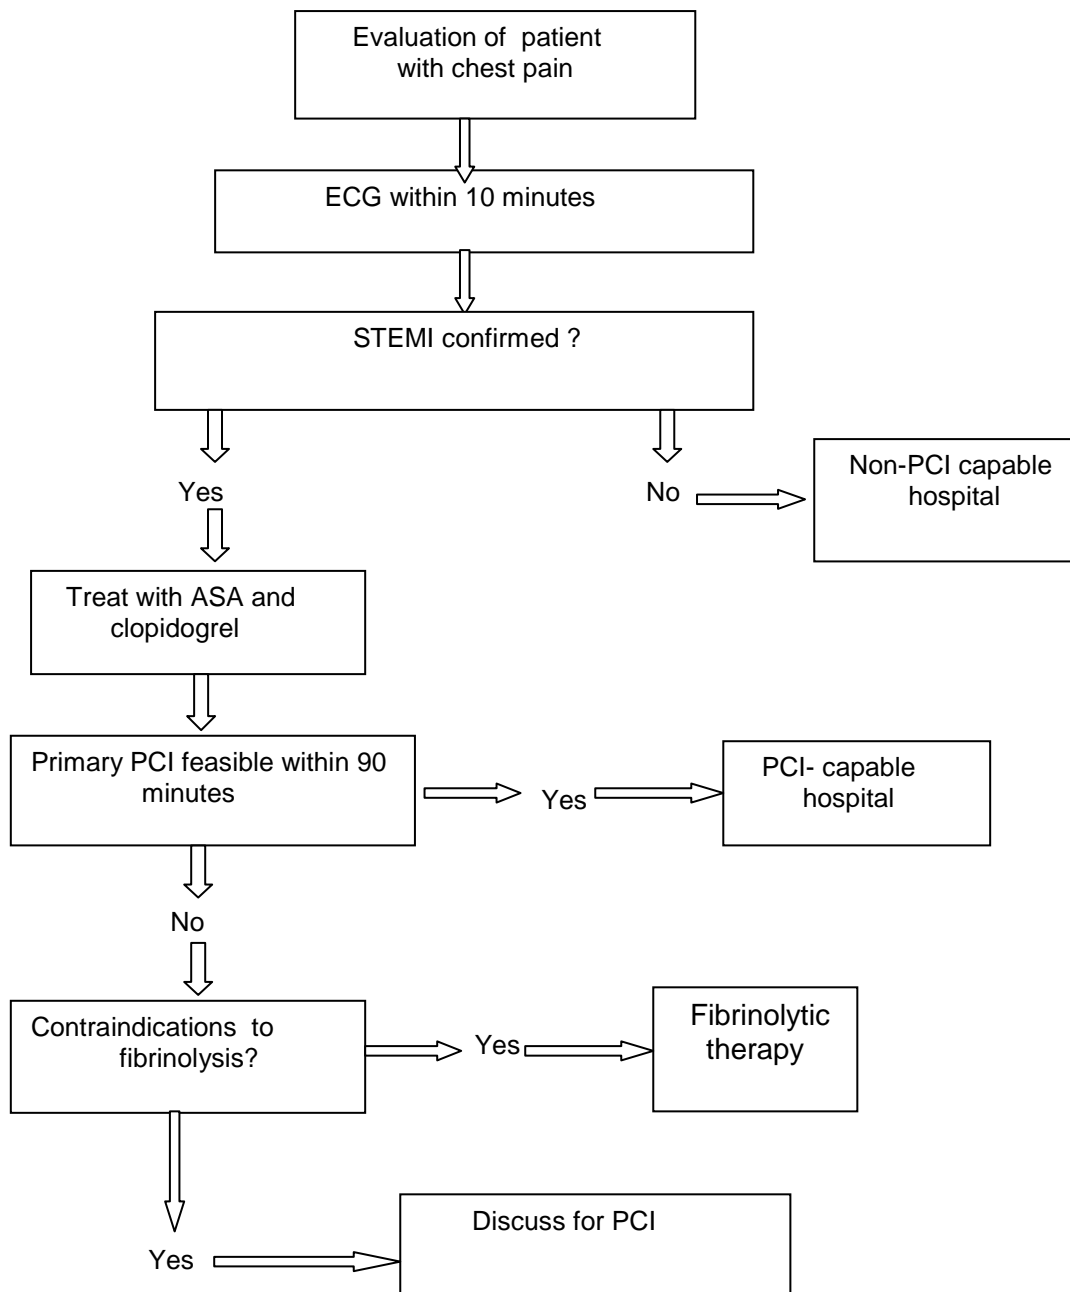 Evaluation of patient
with chest pain
ECG within 10 minutes
STEMI confirmed ?
Yes
No
Non-PCI capable
hospital
Treat with ASA and
clopidogrel
Primary PCI feasible within 90
minutes
Yes
PCI- capable
hospital
No
Contraindications to
fibrinolysis?
Yes
Fibrinolytic
therapy
Yes
Discuss for PCI